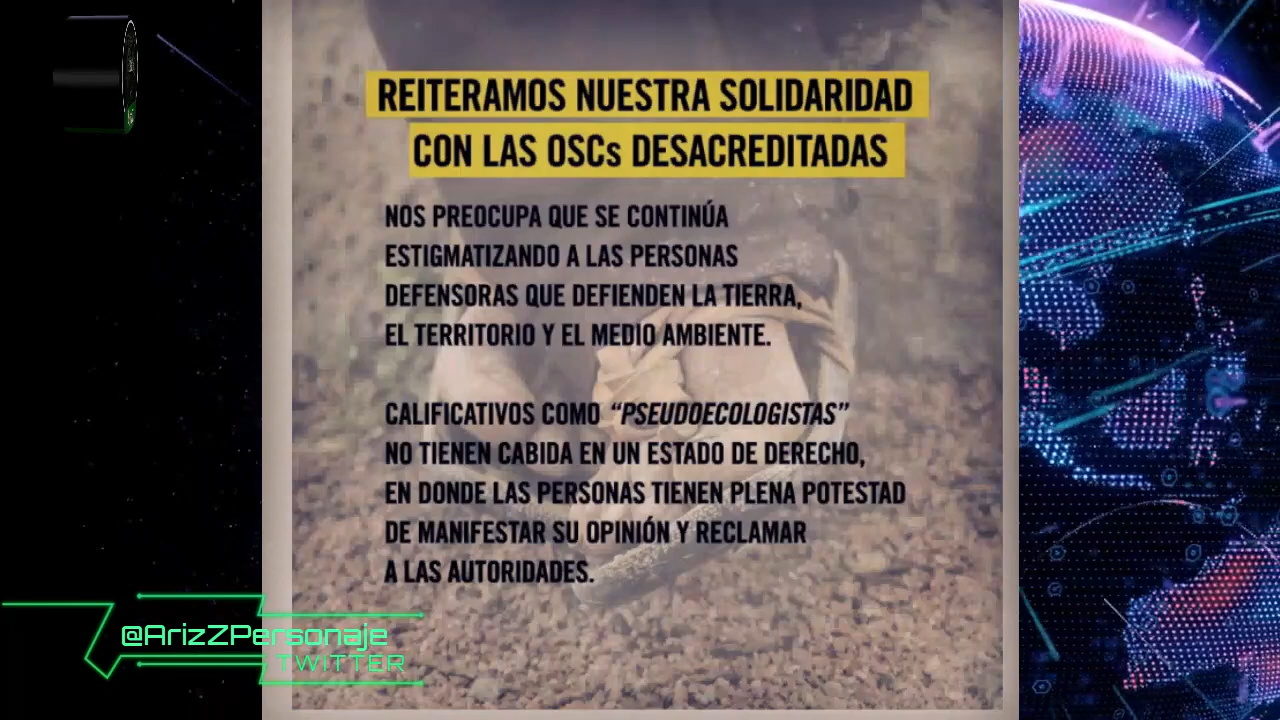 REITERAMOS NUESTRA SOLIDARIDAD
CON LAS OSCs DESACREDITADAS
NOS PREOCUPA QUE SE CONTINÚA
ESTIGMATIZANDO A LAS PERSONAS
DEFENSORAS QUE DEFIENDEN LA TIERRA,
EL TERRITORIO Y EL MEDIO AMBIENTE.
CALIFICATIVOS COMO “PSEUDOECOLOGISTAS”
NO TIENEN CABIDA EN UN ESTADO DE DERECHO,
EN DONDE LAS PERSONAS TIENEN PLENA POTESTAD
DE MANIFESTAR SU OPINIÓN Y RECLAMAR
A LAS AUTORIDADES.
@ArizZPersonaje
TWITTER